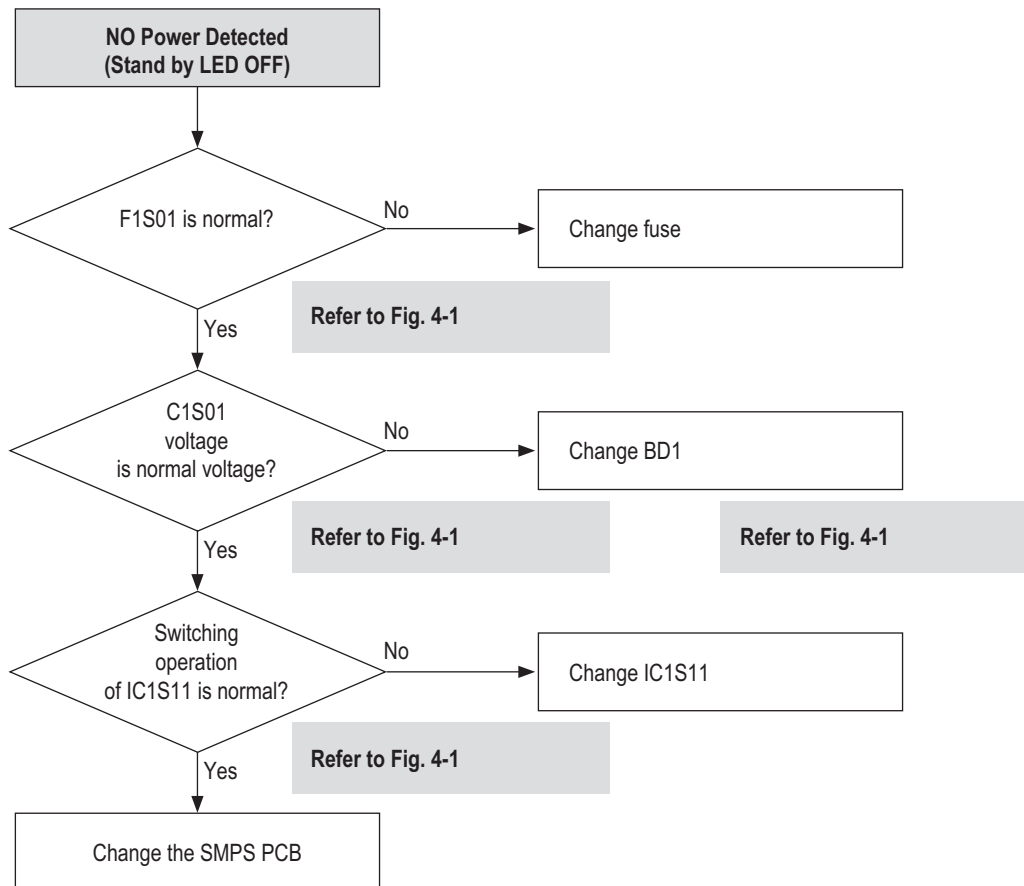 NO Power Detected
(Stand by LED OFF)
F1S01 is normal?
No
Change fuse
Refer to Fig. 4-1
Yes
C1S01
voltage
is normal voltage?
No
Change BD1
Refer to Fig. 4-1
Refer to Fig. 4-1
Yes
Switching
operation
of IC1S11 is normal?
No
Change IC1S11
Refer to Fig. 4-1
Yes
Change the SMPS PCB